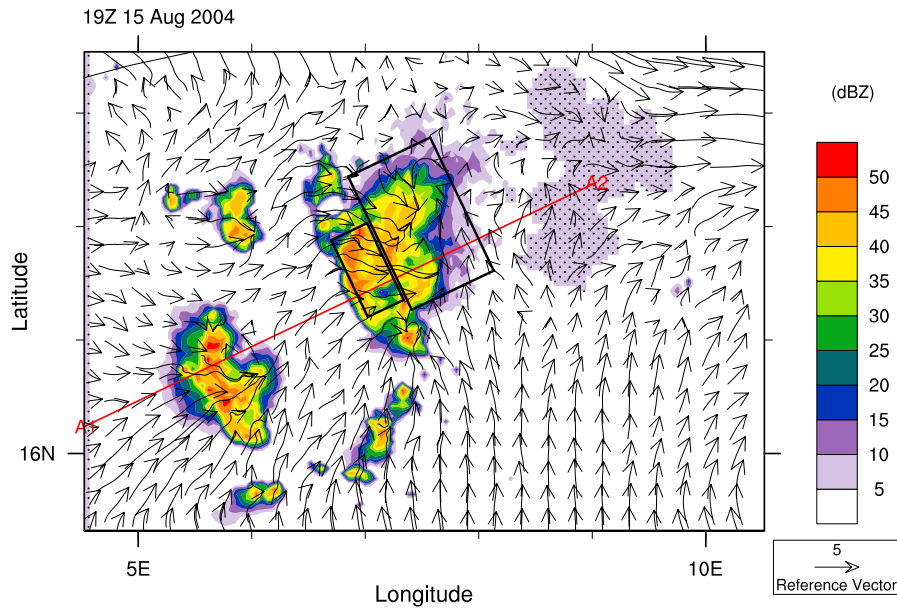 19Z 15 Aug 2004
(dBZ)
50
45
40
35
30
25
20
15
10
5
A2
A1
Latitude
16N
5E
10E
Longitude
5
Reference Vector